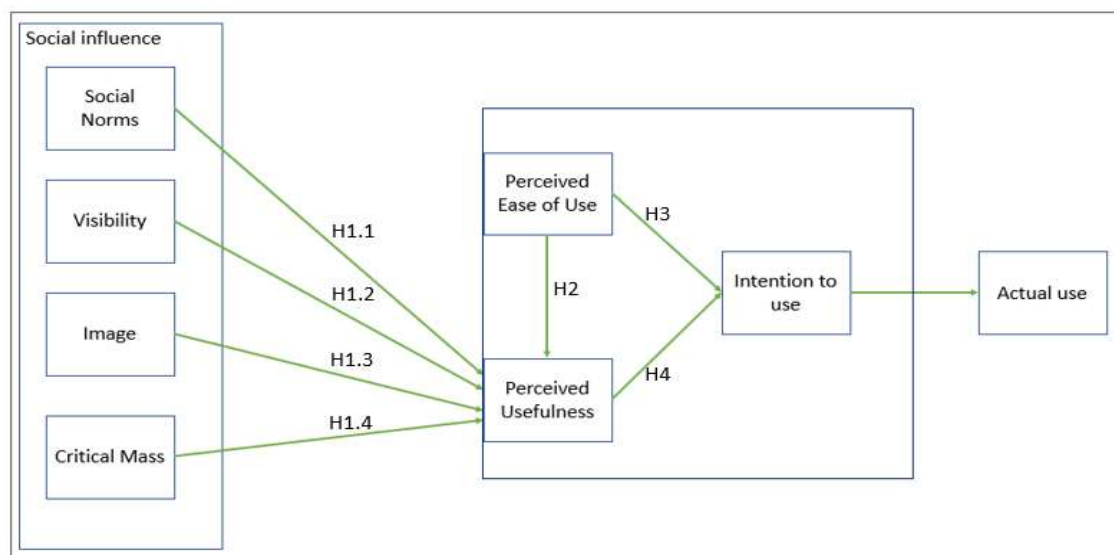 Social influence
Social
Norms
Visibility
Image
Critical Mass
H1.1
H1.2
H1.3
H1.4
Perceived
Ease of Use
H2
Perceived
Usefulness
H3
H4
Intention to
use
Actual use